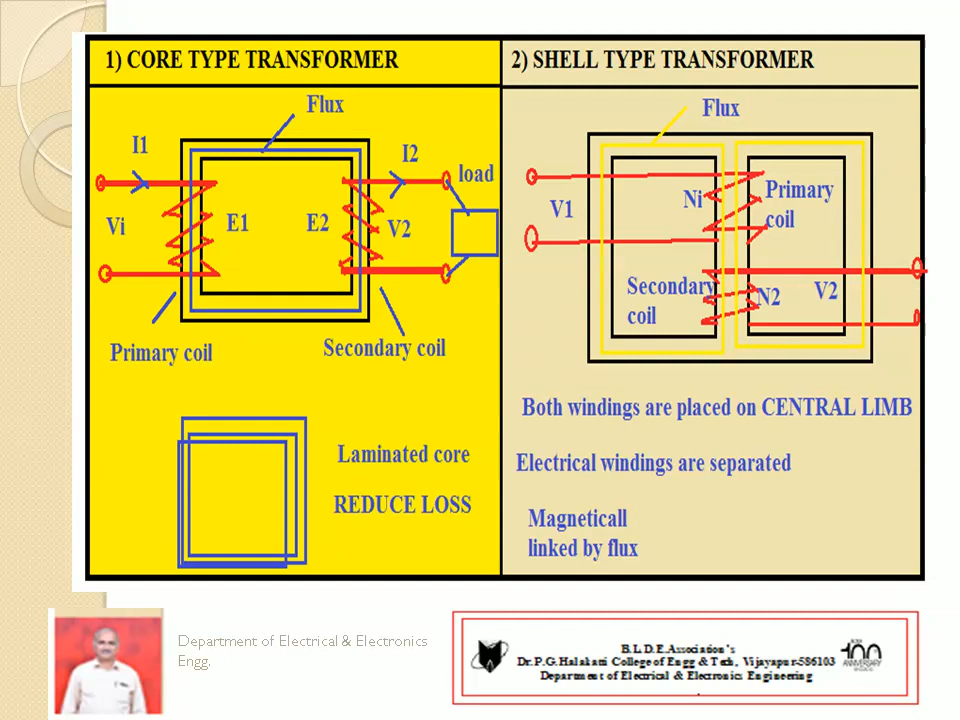 1) CORE TYPE TRANSFORMER
Flux
I1
I2
load
Vi
E1
E2
V2
Primary coil
Secondary coil
Laminated core
REDUCE LOSS
2) SHELL TYPE TRANSFORMER
Flux
V1
Ni
Primary
coil
Secondary
coil
N2
V2
Both windings are placed on CENTRAL LIMB
Electrical windings are separated
Magneticall
linked by flux
Department of Electrical & Electronics
Engg.
B.L.D.E.Association's
Dr.P.G.Halakatti College of Engg & Tech, Vijayapur-586103
Department of Electrical & Electronics Engineering
100
ANNIVERSARY